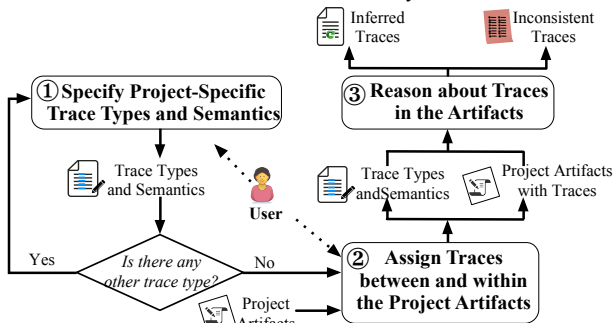 Inferred
Traces
Inconsistent
Traces
① Specify Project-Specific
Trace Types and Semantics
③ Reason about Traces
in the Artifacts
Trace Types
and Semantics
User
Trace Types
andSemantics
Project Artifacts
with Traces
Yes
Is there any
other trace type?
No
② Assign Traces
between and within
the Project Artifacts
Project
Artifacts